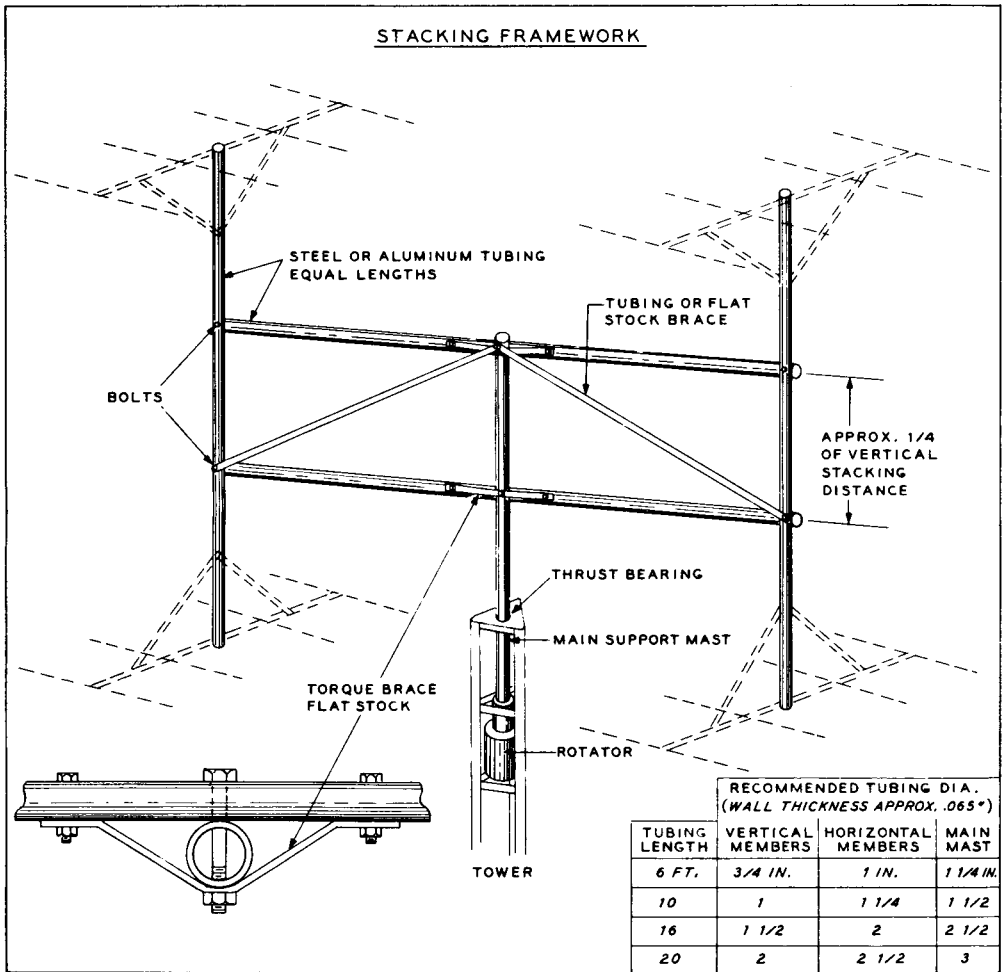 STACKING FRAMEWORK
STEEL OR ALUMINUM TUBING
EQUAL LENGTHS
TUBING OR FLAT
STOCK BRACE
BOLTS
APPROX. 1/4
OF VERTICAL
STACKING
DISTANCE
THRUST BEARING
MAIN SUPPORT MAST
TORQUE BRACE
FLAT STOCK
ROTATOR
TOWER
RECOMMENDED TUBING DIA.
(WALL THICKNESS APPROX. .065")
TUBING LENGTH VERTICAL MEMBERS HORIZONTAL MEMBERS MAIN MAST
6 FT. 3/4 IN. 1 IN. 1 1/4 IN.
10 1 1 1/4 1 1/2
16 1 1/2 2 2 1/2
20 2 2 1/2 3